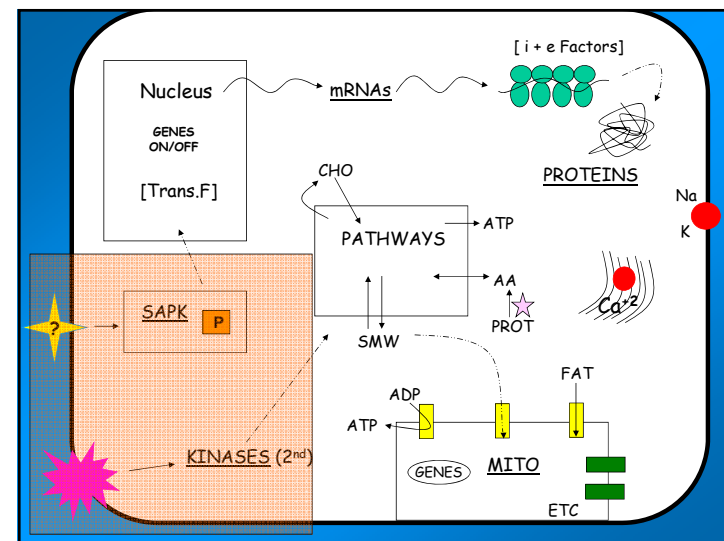 [ i + e Factors]
Nucleus
mRNAs
GENES
ON/OFF
[Trans.F]
PROTEINS
CHO
Na
K
ATP
PATHWAYS
AA
Ca+2
PROT
SAPK
P
?
SMW
FAT
ADP
ATP
KINASES (2nd)
GENES
MITO
ETC